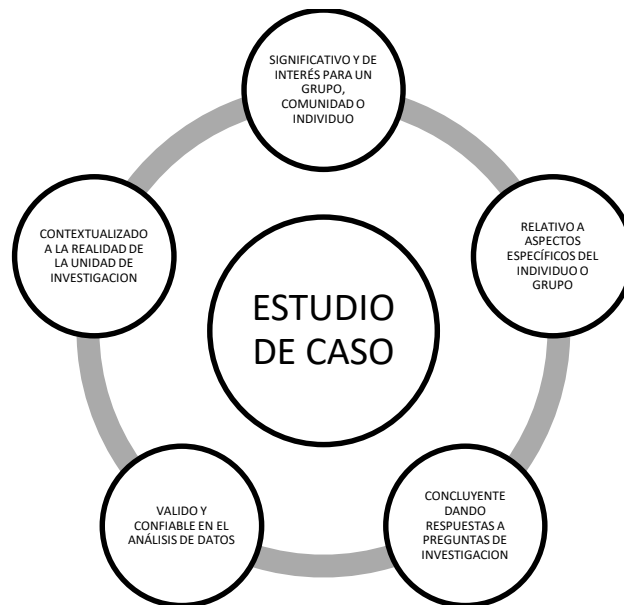 SIGNIFICATIVO Y DE
INTERÉS PARA UN
GRUPO,
COMUNIDAD O
INDIVIDUO
RELATIVO A
ASPECTOS
ESPECÍFICOS DEL
INDIVIDUO O
GRUPO
CONCLUYENTE
DANDO
RESPUESTAS A
PREGUNTAS DE
INVESTIGACION
VALIDO Y
CONFIABLE EN EL
ANÁLISIS DE DATOS
CONTEXTUALIZADO
A LA REALIDAD DE
LA UNIDAD DE
INVESTIGACION
ESTUDIO
DE CASO